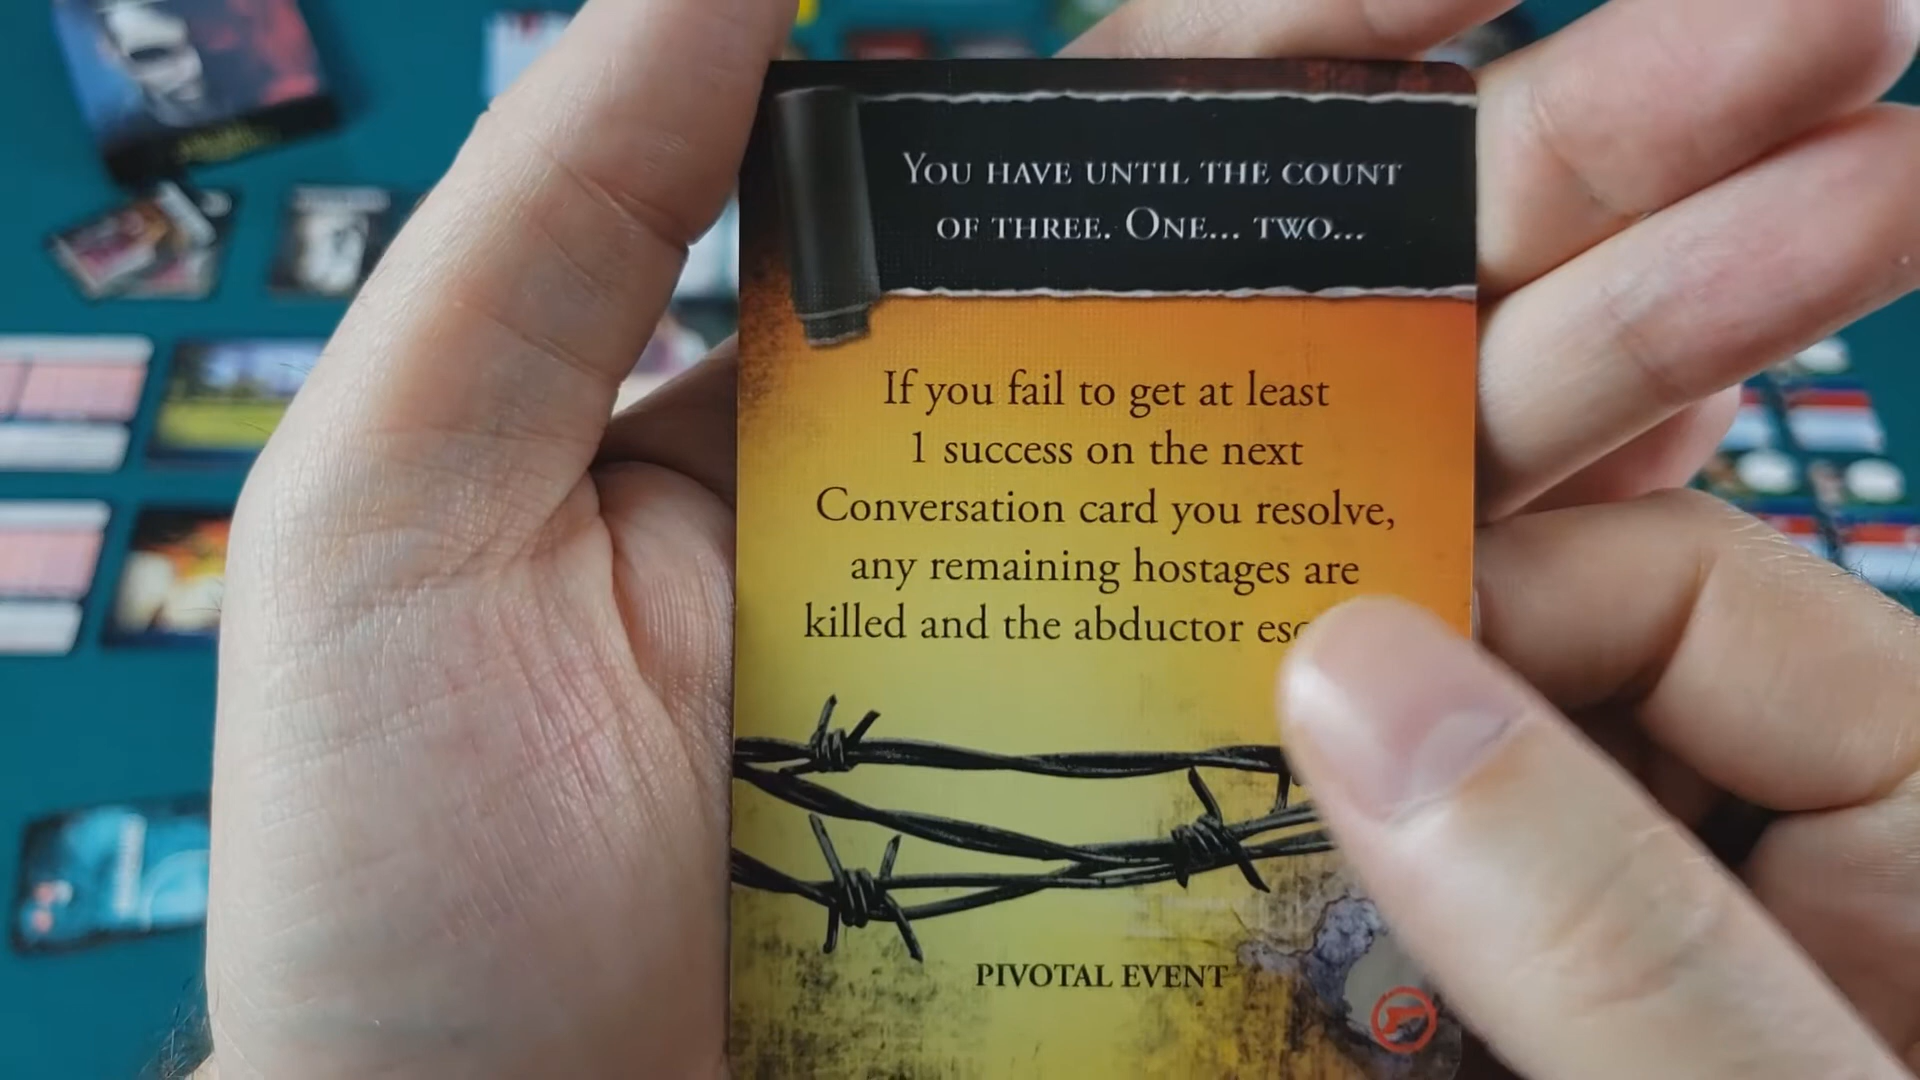 YOU HAVE UNTIL THE COUNT
OF THREE. ONE... TWO...
If you fail to get at least
1 success on the next
Conversation card you resolve,
any remaining hostages are
killed and the abductor
PIVOTAL EVENT